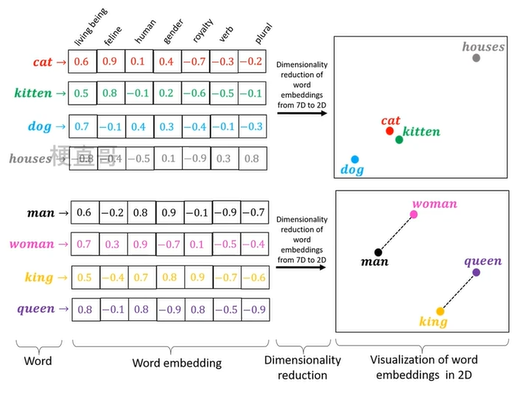 living being feline human gender royalty verb plural
cat → 0.6 0.9 0.1 0.4 −0.7 −0.3 −0.2
kitten → 0.5 0.8 −0.1 0.2 −0.6 −0.5 −0.1
dog → 0.7 −0.1 0.4 0.3 −0.4 −0.1 −0.3
houses → −0.8 −0.4 −0.5 0.1 −0.9 0.3 0.8
梗直哥
Dimensionality
reduction of
word
embeddings
from 7D to 2D
houses
cat
kitten
dog
man → 0.6 −0.2 0.8 0.9 −0.1 −0.9 −0.7
woman → 0.7 0.3 0.9 −0.7 0.1 −0.5 −0.4
king → 0.5 −0.4 0.7 0.8 0.9 −0.7 −0.6
queen → 0.8 −0.1 0.8 −0.9 0.8 −0.5 −0.9
Dimensionality
reduction of
word
embeddings
from 7D to 2D
woman
man
queen
king
Word
Word embedding
Dimensionality
reduction
Visualization of word
embeddings in 2D